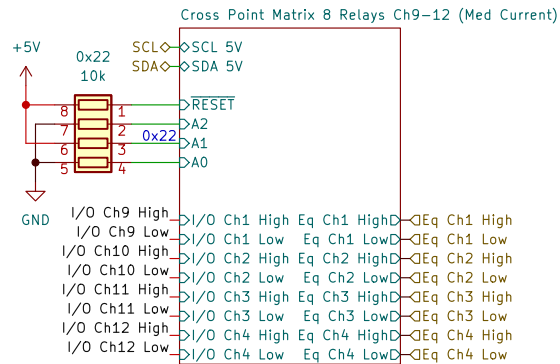 Cross Point Matrix 8 Relays Ch9-12 (Med Current)
+5V
0x22
10k
SCL SCL 5V
SDA SDA 5V
8 1 RESET
7 2 A2
0x22
6 3 A1
5 4 A0
GND
I/O Ch9 High I/O Ch1 High Eq Ch1 High Eq Ch1 High
I/O Ch9 Low I/O Ch1 Low Eq Ch1 Low Eq Ch1 Low
I/O Ch10 High I/O Ch2 High Eq Ch2 High Eq Ch2 High
I/O Ch10 Low I/O Ch2 Low Eq Ch2 Low Eq Ch2 Low
I/O Ch11 High I/O Ch3 High Eq Ch3 High Eq Ch3 High
I/O Ch11 Low I/O Ch3 Low Eq Ch3 Low Eq Ch3 Low
I/O Ch12 High I/O Ch4 High Eq Ch4 High Eq Ch4 High
I/O Ch12 Low I/O Ch4 Low Eq Ch4 Low Eq Ch4 Low